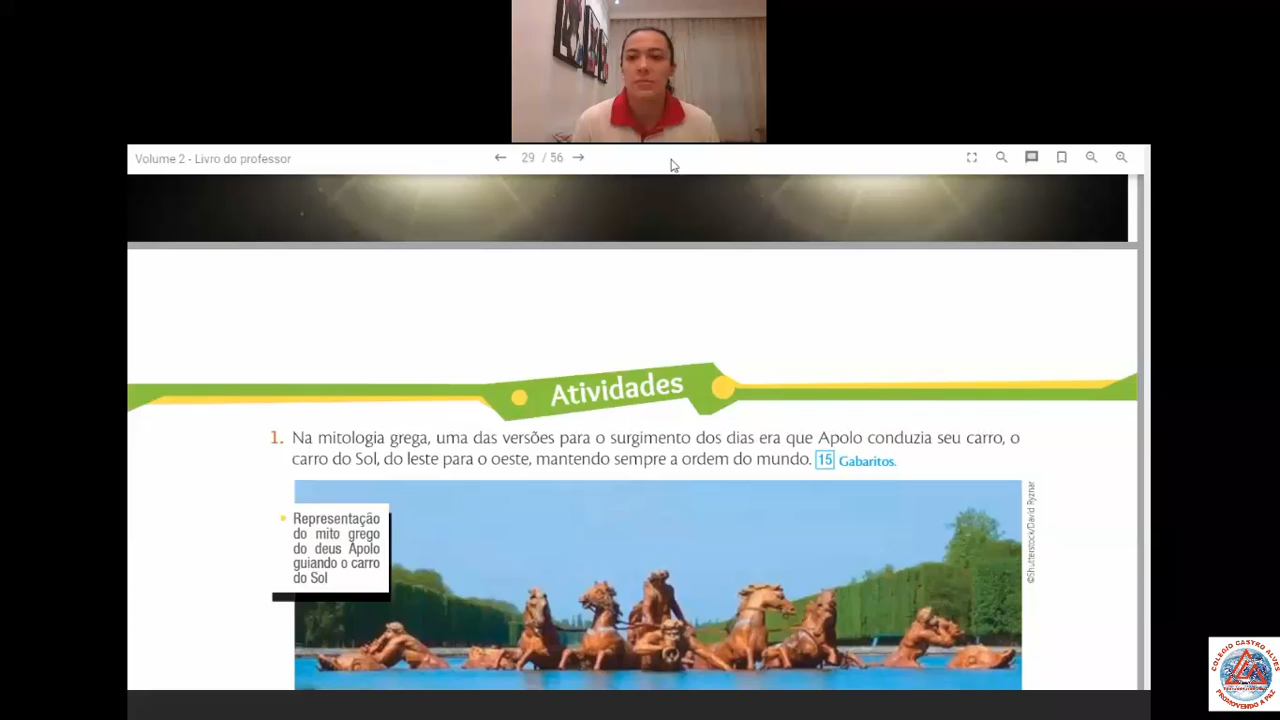 Volume 2 - Livro do professor
29 / 56
Atividades
1. Na mitologia grega, uma das versões para o surgimento dos dias era que Apolo conduzia seu carro, o
carro do Sol, do leste para o oeste, mantendo sempre a ordem do mundo. 15 Gabaritos.
Representação
do mito grego
do deus Apolo
guiando o carro
do Sol
©Shutterstock/David Ryznar
COLÉGIO CASTRO ALVES
PROMOVENDO A PAZ